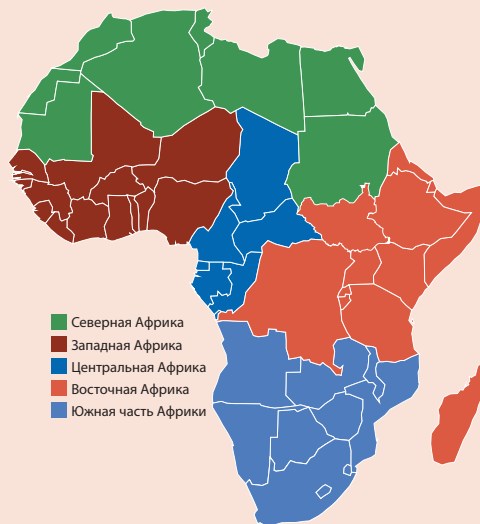 Северная Африка
Западная Африка
Центральная Африка
Восточная Африка
Южная часть Африки